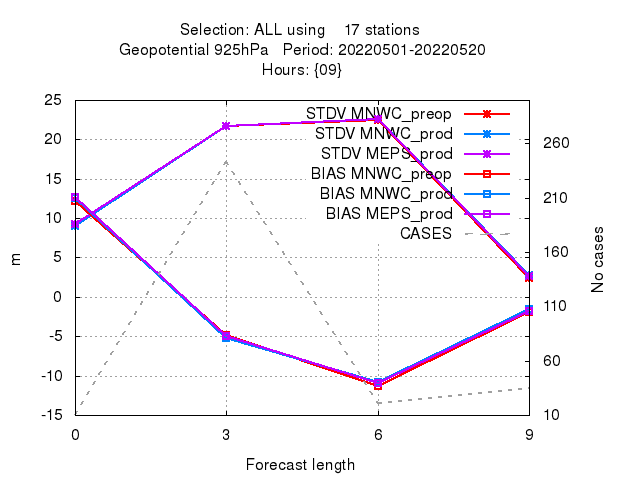 Selection: ALL using    17 stations
Geopotential 925hPa   Period: 20220501-20220520
Hours: {09}
25
20
15
10
5
0
-5
-10
-15
m
STDV MNWC_preop
STDV MNWC_prod
STDV MEPS_prod
BIAS MNWC_preop
BIAS MNWC_prod
BIAS MEPS_prod
CASES
260
210
160
110
60
10
No cases
0 3 6 9
Forecast length